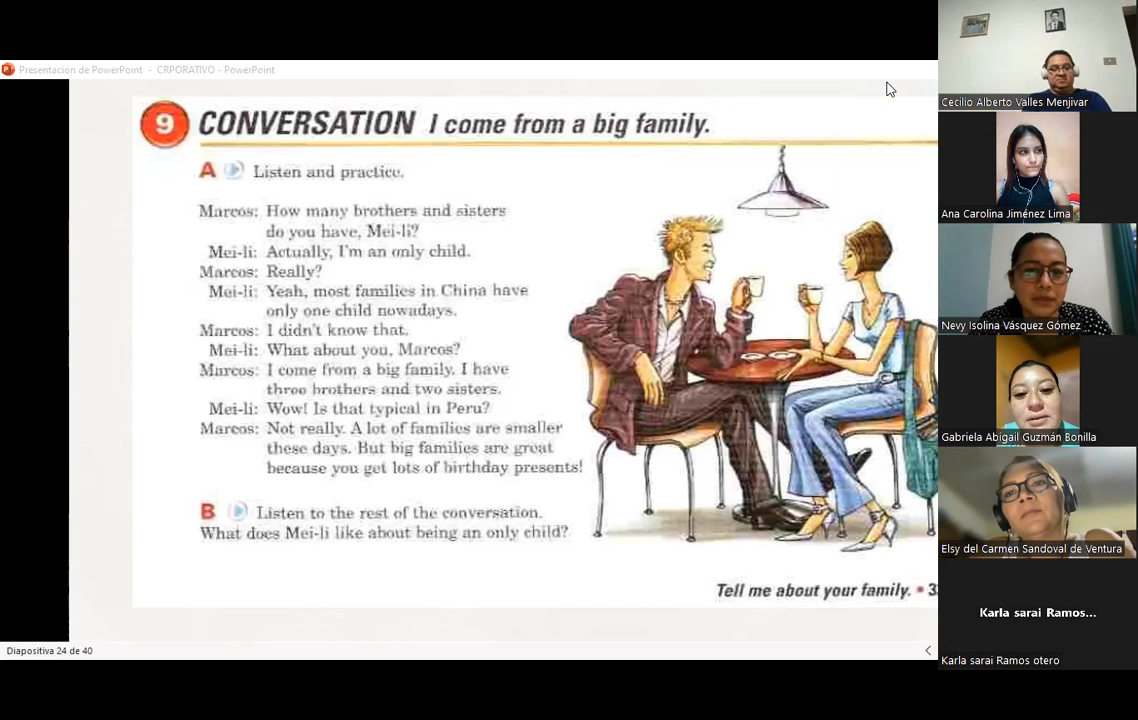 Presentación de PowerPoint - CRPORATIVO - PowerPoint
9 CONVERSATION I come from a big family.
A Listen and practice.
Marcos: How many brothers and sisters
do you have, Mei-li?
Mei-li: Actually, I'm an only child.
Marcos: Really?
Mei-li: Yeah, most families in China have
only one child nowadays.
Marcos: I didn't know that.
Mei-li: What about you, Marcos?
Marcos: I come from a big family. I have
three brothers and two sisters.
Mei-li: Wow! Is that typical in Peru?
Marcos: Not really. A lot of families are smaller
these days. But big families are great
because you get lots of birthday presents!
B Listen to the rest of the conversation.
What does Mei-li like about being an only child?
Tell me about your family. •
Diapositiva 24 de 40
Cecilio Alberto Valles Menjivar
Ana Carolina Jiménez Lima
Nevy Isolina Vásquez Gómez
Gabriela Abigail Guzmán Bonilla
Elsy del Carmen Sandoval de Ventura
Karla sarai Ramos...
Karla sarai Ramos otero